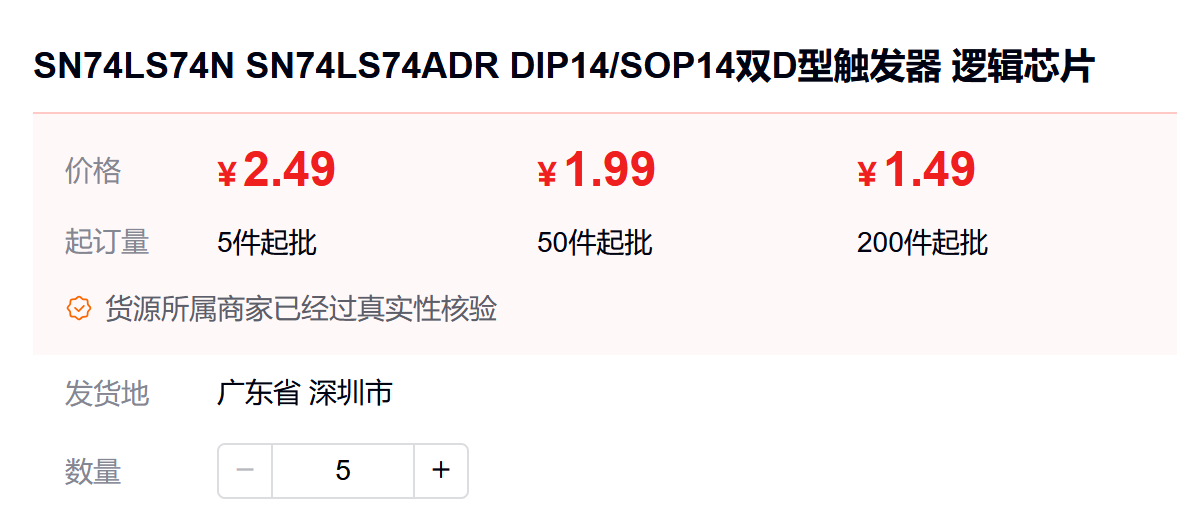 SN74LS74N SN74LS74ADR DIP14/SOP14双D型触发器 逻辑芯片
价格 ¥2.49 ¥1.99 ¥1.49
起订量 5件起批 50件起批 200件起批
货源所属商家已经过真实性核验
发货地 广东省 深圳市
数量 − 5 +